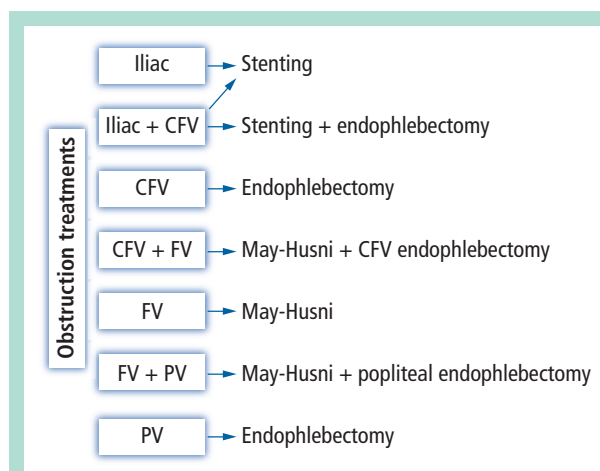 Obstruction treatments
Iliac
Stenting
Iliac + CFV
Stenting + endophlebectomy
CFV
Endophlebectomy
CFV + FV
May-Husni + CFV endophlebectomy
FV
May-Husni
FV + PV
May-Husni + popliteal endophlebectomy
PV
Endophlebectomy